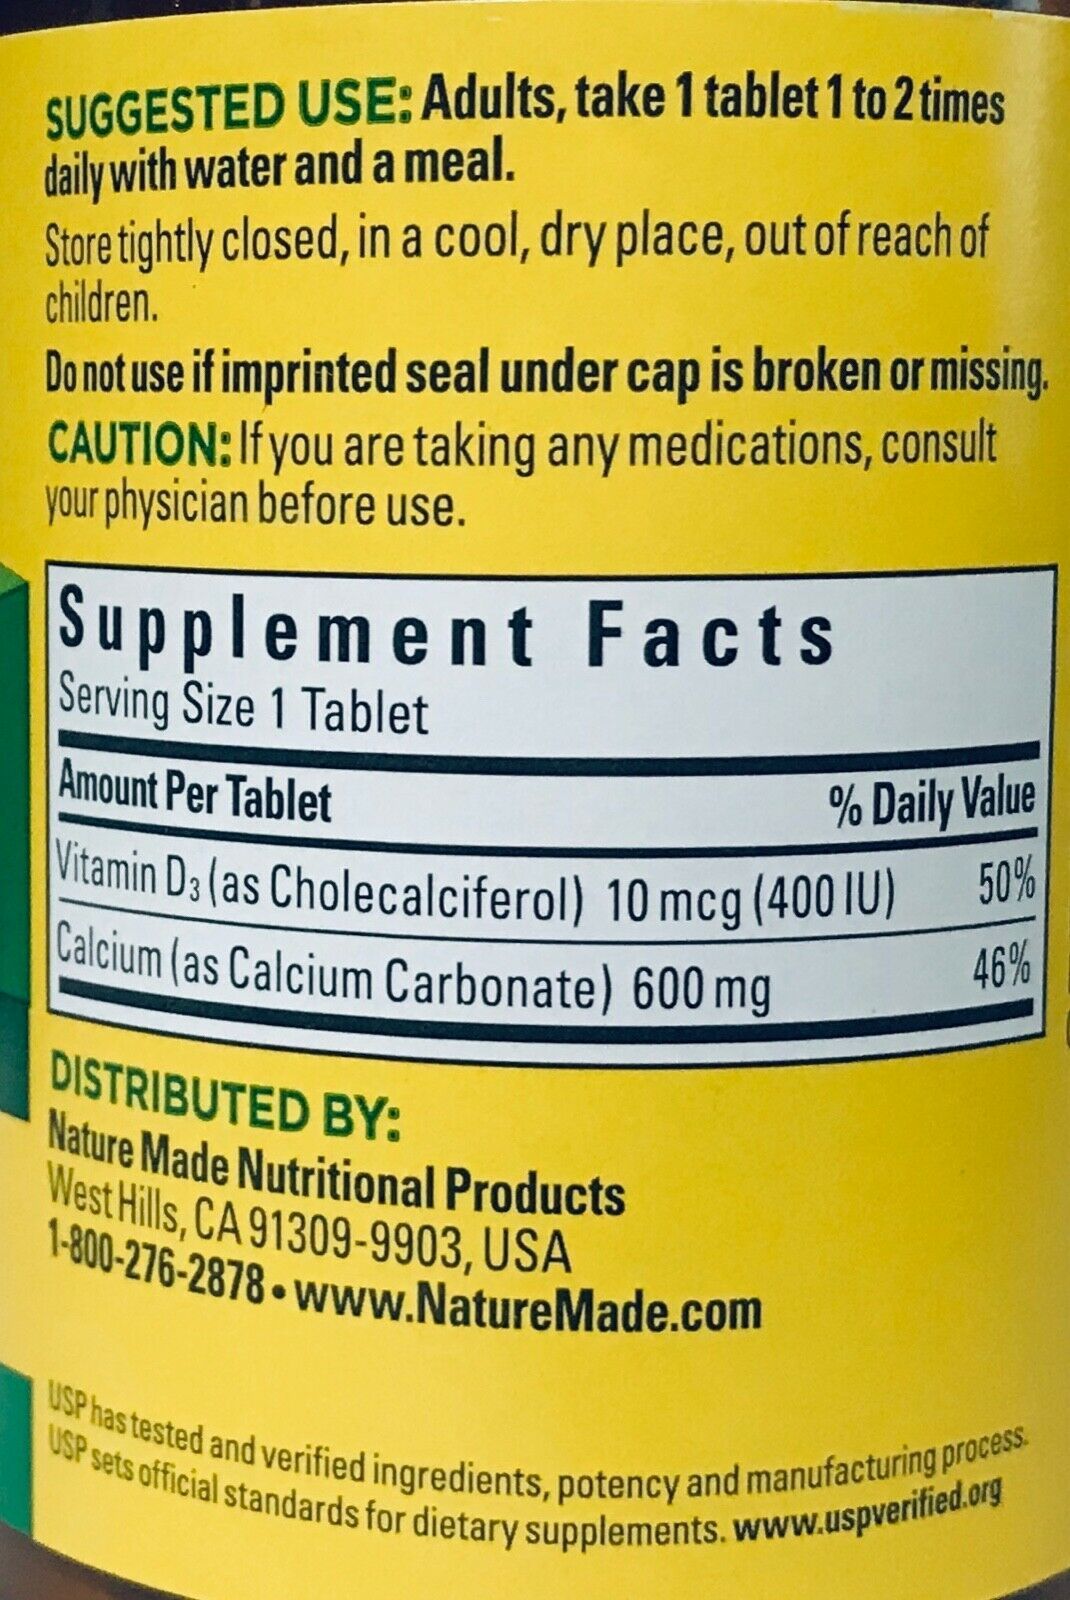 SUGGESTED USE: Adults, take 1 tablet 1 to 2 times
daily with water and a meal.
Store tightly closed, in a cool, dry place, out of reach of
children.
Do not use if imprinted seal under cap is broken or missing.
CAUTION: If you are taking any medications, consult
your physician before use.
Supplement Facts
Serving Size 1 Tablet
Amount Per Tablet % Daily Value
Vitamin D3 (as Cholecalciferol) 10 mcg (400 IU) 50%
Calcium (as Calcium Carbonate) 600 mg 46%
DISTRIBUTED BY:
Nature Made Nutritional Products
West Hills, CA 91309-9903, USA
1-800-276-2878 • www.NatureMade.com
USP has tested and verified ingredients, potency and manufacturing process.
USP sets official standards for dietary supplements. www.uspverified.org